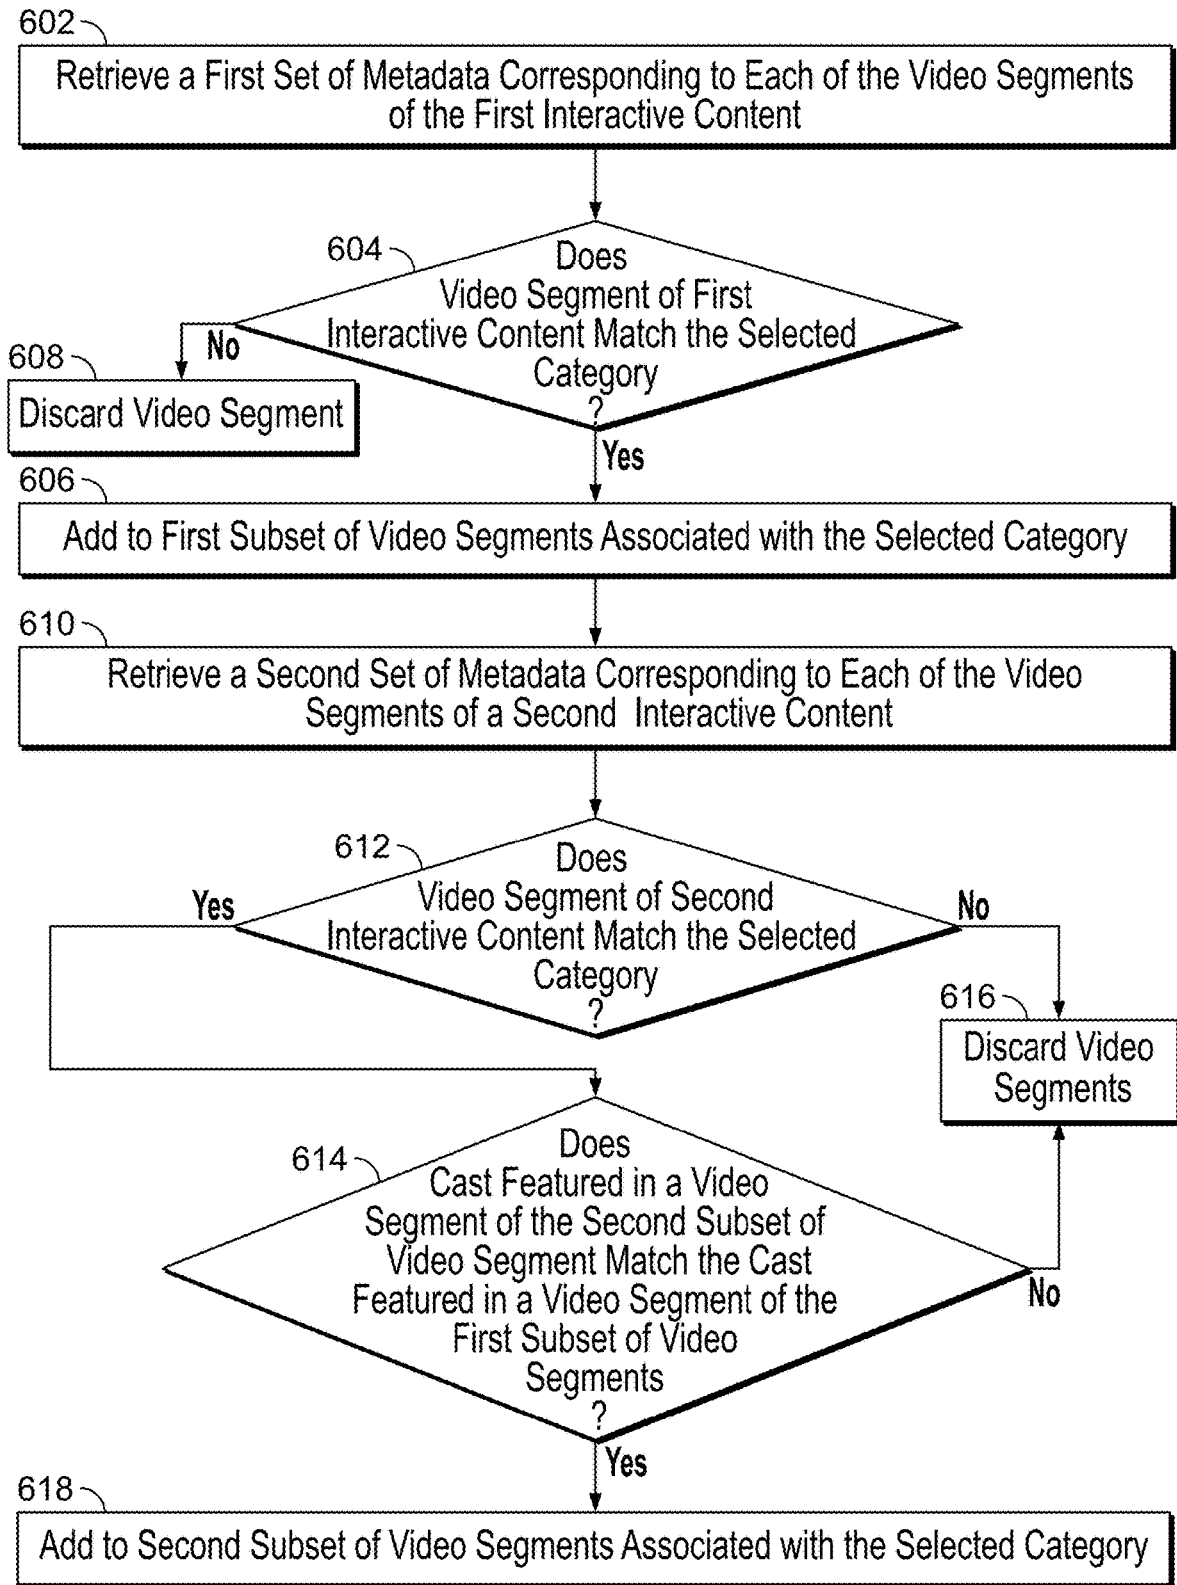 602
Retrieve a First Set of Metadata Corresponding to Each of the Video Segments
of the First Interactive Content
604
Does
Video Segment of First
Interactive Content Match the Selected
Category
?
No
608
Discard Video Segment
Yes
606
Add to First Subset of Video Segments Associated with the Selected Category
610
Retrieve a Second Set of Metadata Corresponding to Each of the Video
Segments of a Second Interactive Content
612
Does
Video Segment of Second
Interactive Content Match the Selected
Category
?
Yes
No
616
Discard Video
Segments
614
Does
Cast Featured in a Video
Segment of the Second Subset of
Video Segment Match the Cast
Featured in a Video Segment of the
First Subset of Video
Segments
?
No
Yes
618
Add to Second Subset of Video Segments Associated with the Selected Category